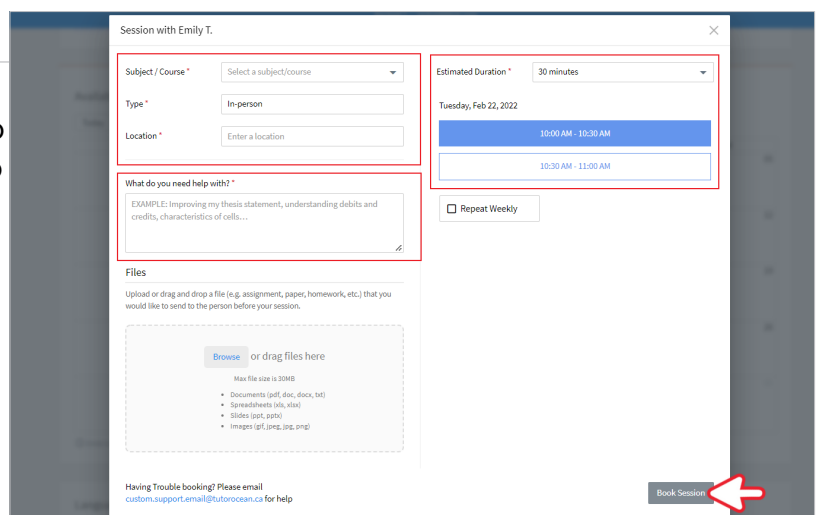 Session with Emily T.
Subject / Course *
Select a subject/course
Type *
In-person
Location *
Enter a location
What do you need help with? *
EXAMPLE: Improving my thesis statement, understanding debits and
credits, characteristics of cells...
Files
Upload or drag and drop a file (e.g. assignment, paper, homework, etc.) that you
would like to send to the person before your session.
Browse or drag files here
Max file size is 30MB
• Documents (pdf, doc, docx, txt)
• Spreadsheets (xls, xlsx)
• Slides (ppt, pptx)
• Images (gif, jpeg, jpg, png)
Having Trouble booking? Please email
custom.support.email@tutorocean.ca for help
Estimated Duration *
30 minutes
Tuesday, Feb 22, 2022
10:00 AM - 10:30 AM
10:30 AM - 11:00 AM
Repeat Weekly
Book Session